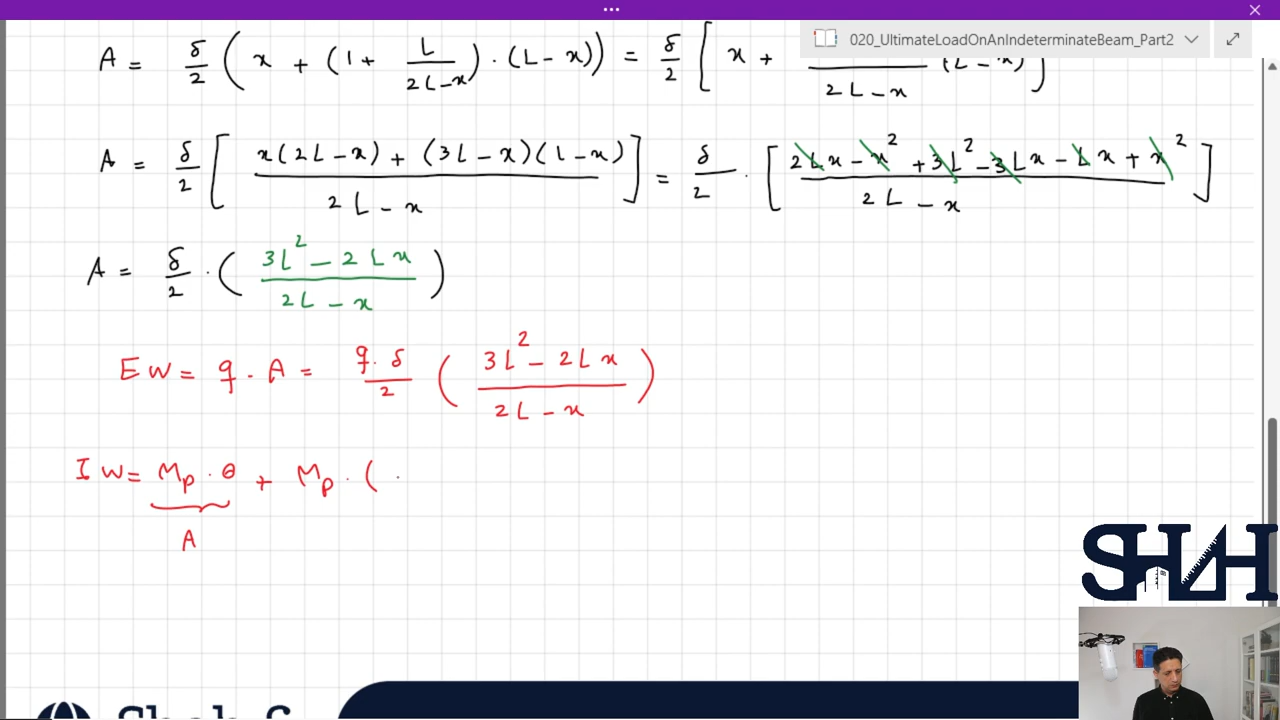 020_UltimateLoadOnAnIndeterminateBeam_Part2
A = δ/2 ( x + (1 + L/(2L-x)) · (L-x) ) = δ/2 [ x + /(2L-x) (L-x) ]
A = δ/2 [ (x(2L-x) + (3L-x)(L-x))/(2L-x) ] = δ/2 · [ (2Lx - x² + 3L² - 3Lx - Lx + x²)/(2L-x) ]
A = δ/2 · ( (3L² - 2Lx)/(2L-x) )
EW = q · A = q·δ/2 ( (3L² - 2Lx)/(2L-x) )
IW = Mp · θ + Mp · (
A
SHAH